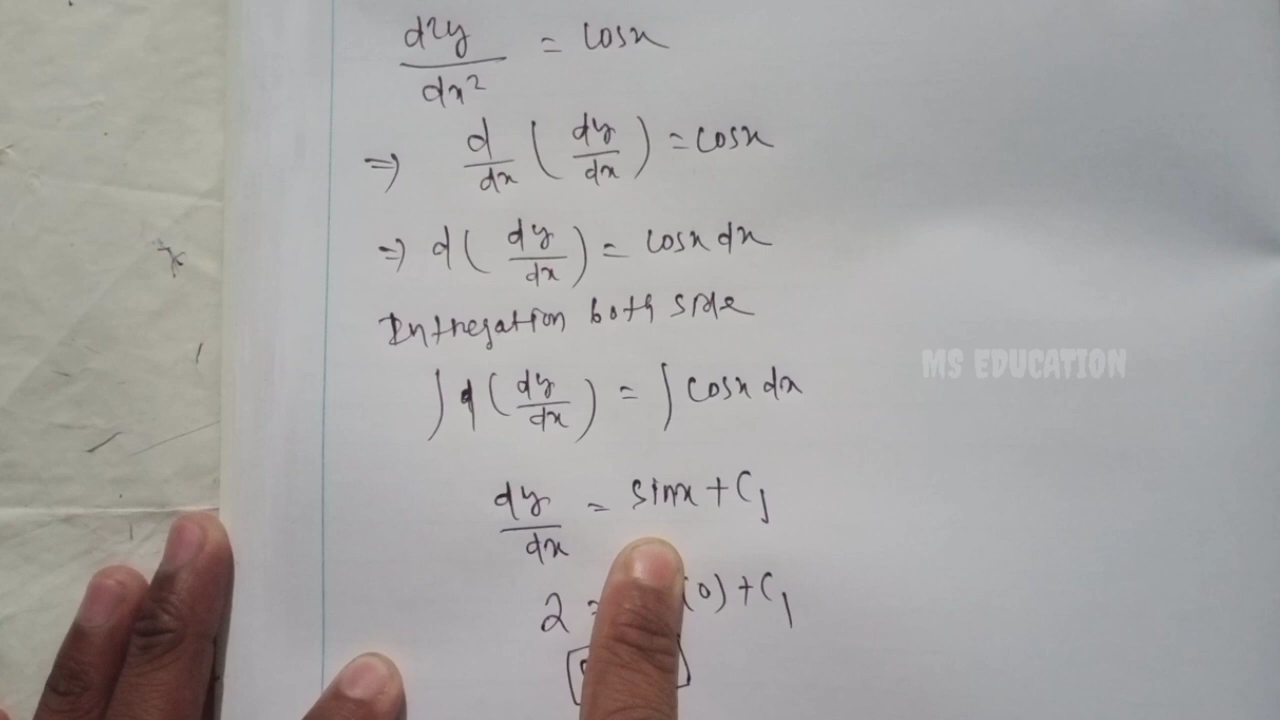 d²y/dx² = cosx
⇒ d/dx (dy/dx) = cosx
⇒ d(dy/dx) = cosx dx
Intregation both side
∫d(dy/dx) = ∫cosx dx
MS EDUCATION
dy/dx = sinx + C₁
2 = (0) + C₁